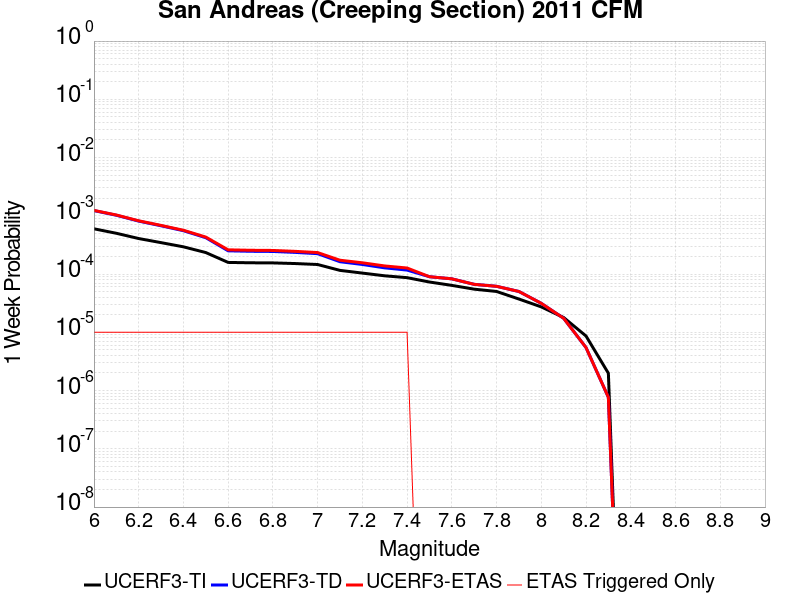 San Andreas (Creeping Section) 2011 CFM
10^0
10^-1
10^-2
10^-3
10^-4
10^-5
10^-6
10^-7
10^-8
1 Week Probability
6 6.2 6.4 6.6 6.8 7 7.2 7.4 7.6 7.8 8 8.2 8.4 8.6 8.8 9
Magnitude
UCERF3-TI UCERF3-TD UCERF3-ETAS ETAS Triggered Only